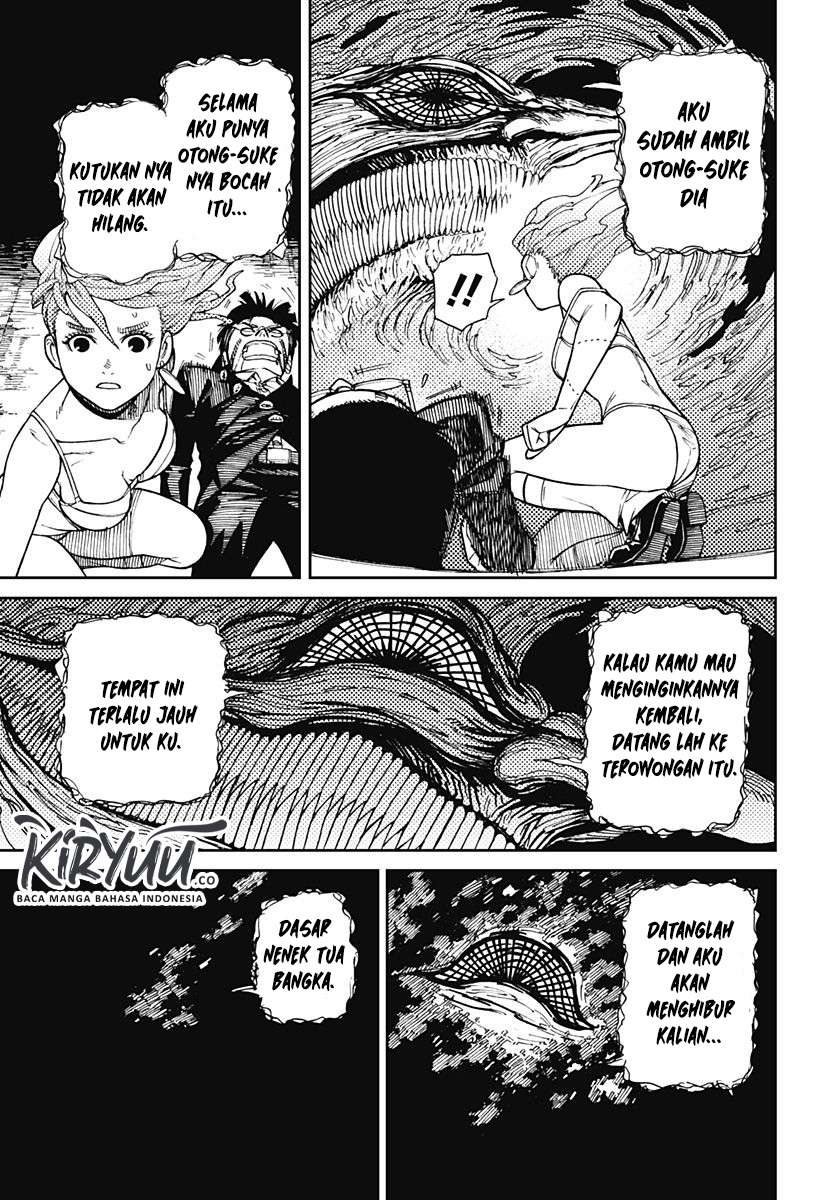 AKU
SUDAH AMBIL
OTONG-SUKE
DIA
!!
SELAMA
AKU PUNYA
OTONG-SUKE
NYA BOCAH
ITU...
KUTUKAN NYA
TIDAK AKAN
HILANG.
KALAU KAMU MAU
MENGINGINKANNYA
KEMBALI,
DATANG LAH KE
TEROWONGAN ITU.
TEMPAT INI
TERLALU JAUH
UNTUK KU.
DATANGLAH
DAN AKU
AKAN
MENGHIBUR
KALIAN...
DASAR
NENEK TUA
BANGKA.
KIRYUU.CO
BACA MANGA BAHASA INDONESIA